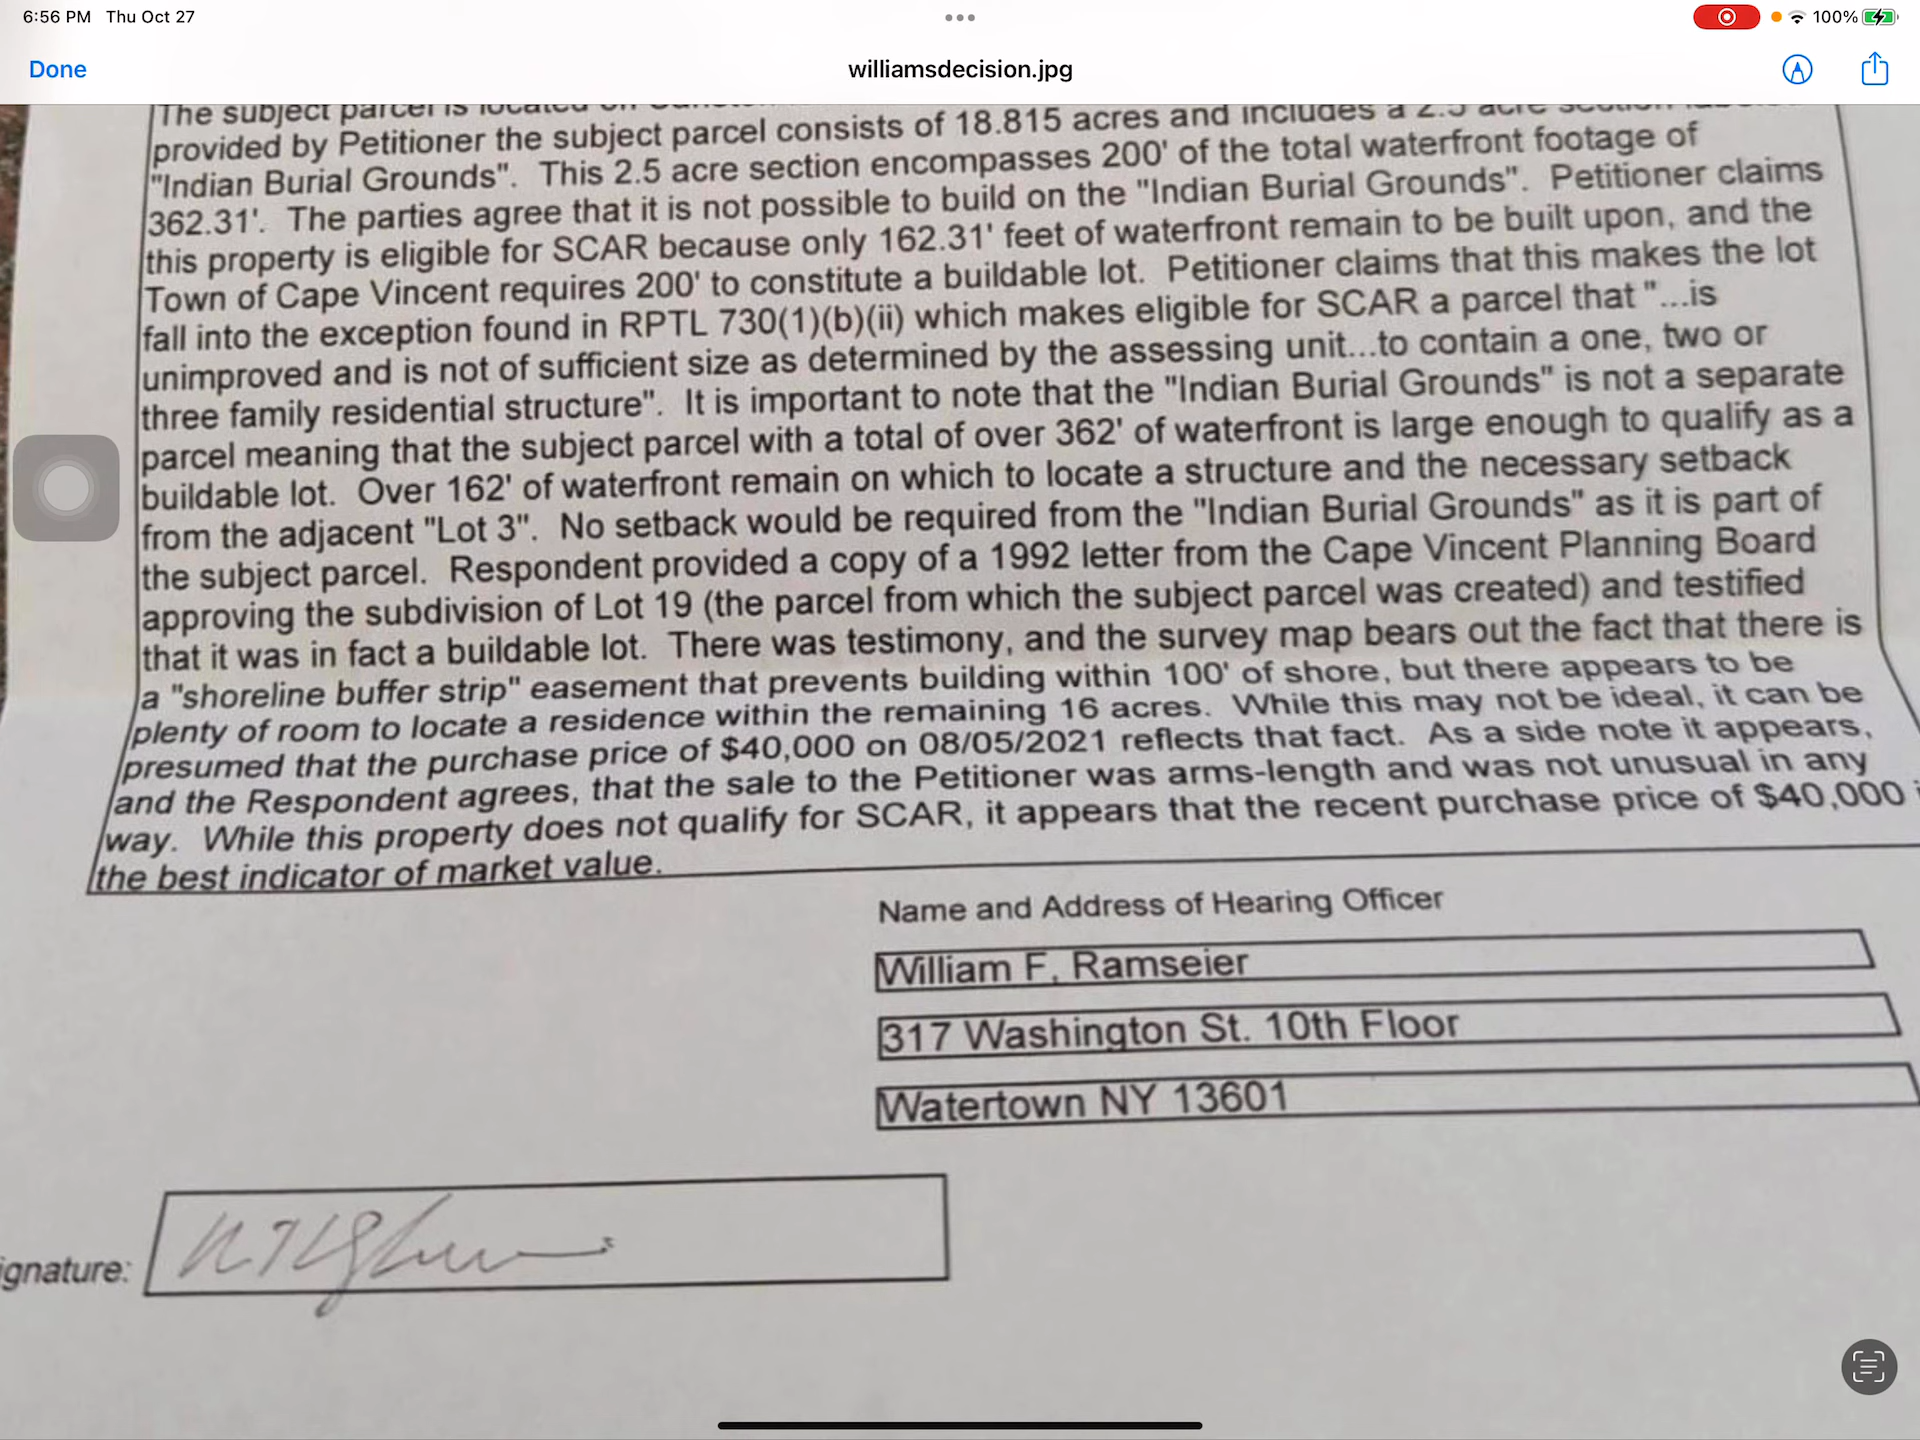 6:56 PM Thu Oct 27
100%
Done
williamsdecision.jpg
The subject parcel is located on
provided by Petitioner the subject parcel consists of 18.815 acres and includes a 2.5 acre section
"Indian Burial Grounds". This 2.5 acre section encompasses 200' of the total waterfront footage of
362.31'. The parties agree that it is not possible to build on the "Indian Burial Grounds". Petitioner claims
this property is eligible for SCAR because only 162.31' feet of waterfront remain to be built upon, and the
Town of Cape Vincent requires 200' to constitute a buildable lot. Petitioner claims that this makes the lot
fall into the exception found in RPTL 730(1)(b)(ii) which makes eligible for SCAR a parcel that "...is
unimproved and is not of sufficient size as determined by the assessing unit...to contain a one, two or
three family residential structure". It is important to note that the "Indian Burial Grounds" is not a separate
parcel meaning that the subject parcel with a total of over 362' of waterfront is large enough to qualify as a
buildable lot. Over 162' of waterfront remain on which to locate a structure and the necessary setback
from the adjacent "Lot 3". No setback would be required from the "Indian Burial Grounds" as it is part of
the subject parcel. Respondent provided a copy of a 1992 letter from the Cape Vincent Planning Board
approving the subdivision of Lot 19 (the parcel from which the subject parcel was created) and testified
that it was in fact a buildable lot. There was testimony, and the survey map bears out the fact that there is
a "shoreline buffer strip" easement that prevents building within 100' of shore, but there appears to be
plenty of room to locate a residence within the remaining 16 acres. While this may not be ideal, it can be
presumed that the purchase price of $40,000 on 08/05/2021 reflects that fact. As a side note it appears,
and the Respondent agrees, that the sale to the Petitioner was arms-length and was not unusual in any
way. While this property does not qualify for SCAR, it appears that the recent purchase price of $40,000
the best indicator of market value.
Name and Address of Hearing Officer
William F. Ramseier
317 Washington St. 10th Floor
Watertown NY 13601
ignature: